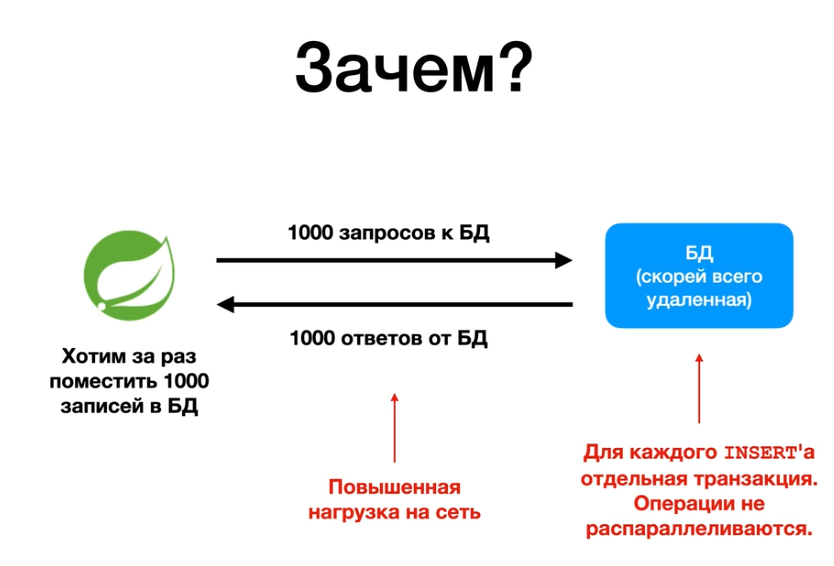 Зачем?
1000 запросов к БД
БД
(скорей всего
удаленная)
1000 ответов от БД
Хотим за раз
поместить 1000
записей в БД
Повышенная
нагрузка на сеть
Для каждого INSERT'а
отдельная транзакция.
Операции не
распараллеливаются.